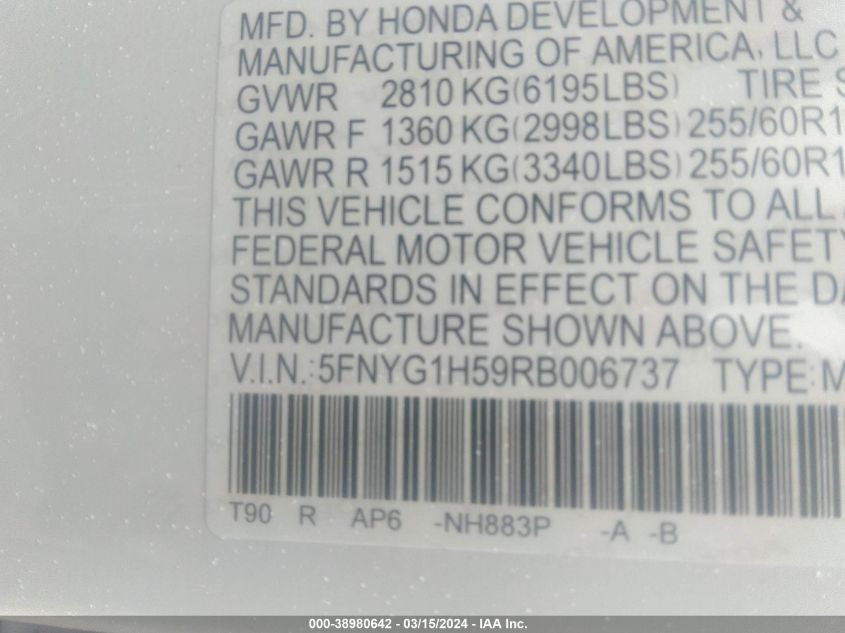 MFD. BY HONDA DEVELOPMENT &
MANUFACTURING OF AMERICA, LLC
GVWR 2810 KG(6195LBS) TIRE S
GAWR F 1360 KG(2998LBS) 255/60R1
GAWR R 1515 KG(3340LBS) 255/60R1
THIS VEHICLE CONFORMS TO ALL A
FEDERAL MOTOR VEHICLE SAFETY
STANDARDS IN EFFECT ON THE DA
MANUFACTURE SHOWN ABOVE.
V.I.N.:5FNYG1H59RB006737 TYPE:M
T90 R AP6 -NH883P -A -B
000-38980642 - 03/15/2024 - IAA Inc.